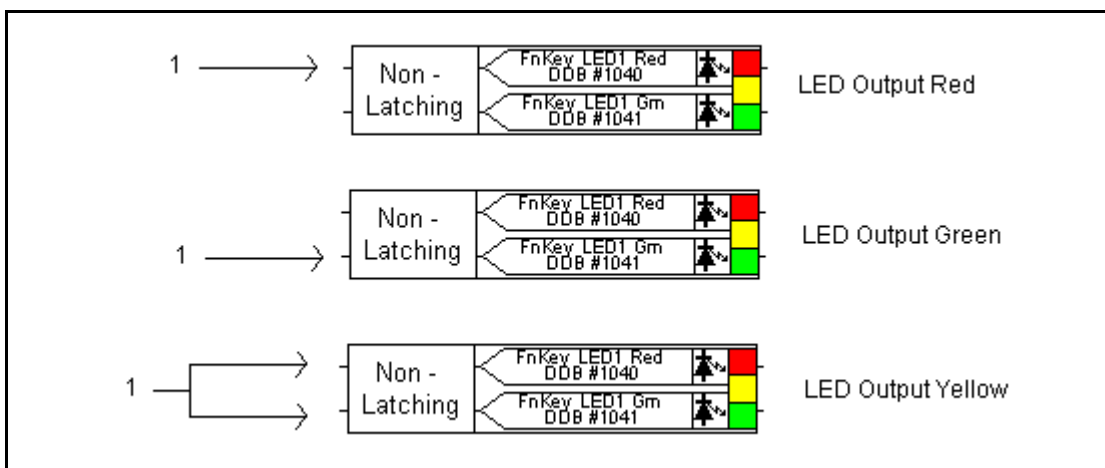 1
Non -
Latching
FnKey LED1 Red
DDB #1040
FnKey LED1 Grn
DDB #1041
LED Output Red
1
Non -
Latching
FnKey LED1 Red
DDB #1040
FnKey LED1 Grn
DDB #1041
LED Output Green
1
Non -
Latching
FnKey LED1 Red
DDB #1040
FnKey LED1 Grn
DDB #1041
LED Output Yellow